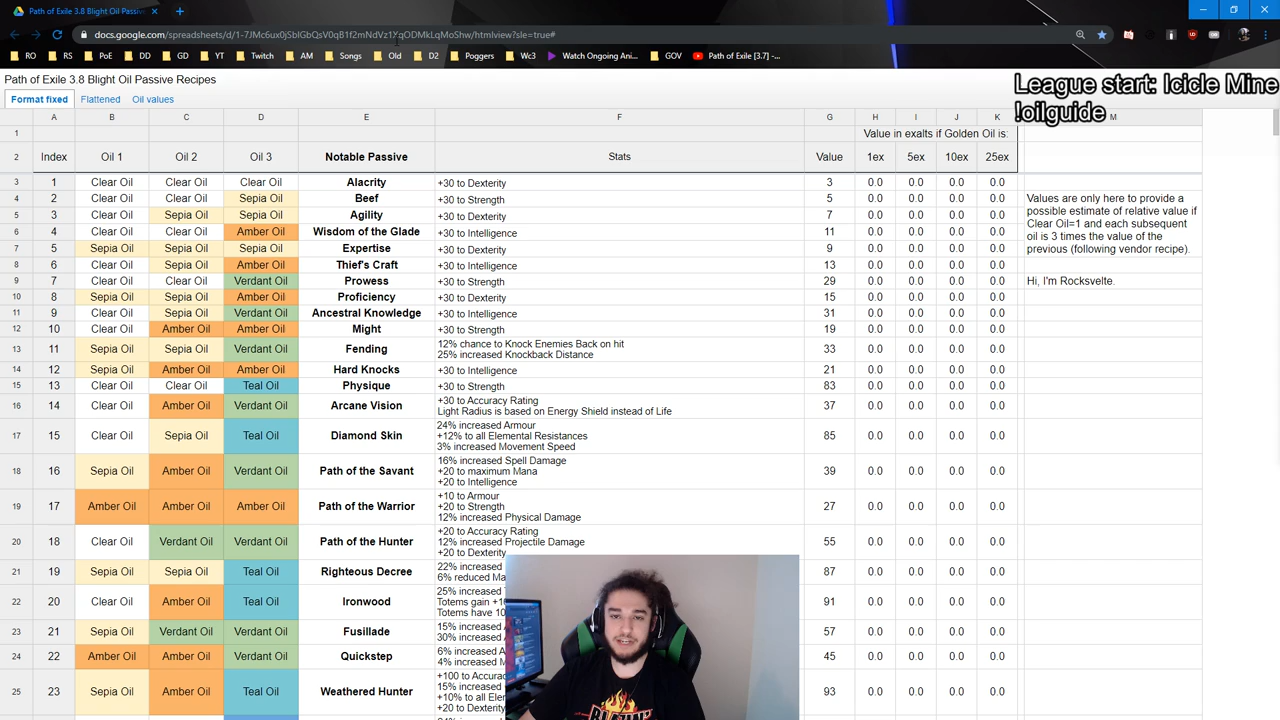 Path of Exile 3.8 Blight Oil Passive
docs.google.com/spreadsheets/d/1-7JMc6ux0jSbIGbQsV0qB1f2mNdVz1YqODMkLqMoShw/htmlview?sle=true#
RO RS PoE DD GD YT Twitch AM Songs Old D2 Poggers Wc3 Watch Ongoing Ani... GOV Path of Exile [3.7] -...
Path of Exile 3.8 Blight Oil Passive Recipes
League start: Icicle Mine
!oilguide
Format fixed Flattened Oil values
A B C D E F G H I J K M
1 Value in exalts if Golden Oil is:
2 Index Oil 1 Oil 2 Oil 3 Notable Passive Stats Value 1ex 5ex 10ex 25ex
3 1 Clear Oil Clear Oil Clear Oil Alacrity +30 to Dexterity 3 0.0 0.0 0.0 0.0
4 2 Clear Oil Clear Oil Sepia Oil Beef +30 to Strength 5 0.0 0.0 0.0 0.0
5 3 Clear Oil Sepia Oil Sepia Oil Agility +30 to Dexterity 7 0.0 0.0 0.0 0.0
6 4 Clear Oil Clear Oil Amber Oil Wisdom of the Glade +30 to Intelligence 11 0.0 0.0 0.0 0.0
7 5 Sepia Oil Sepia Oil Sepia Oil Expertise +30 to Dexterity 9 0.0 0.0 0.0 0.0
Values are only here to provide a
possible estimate of relative value if
Clear Oil=1 and each subsequent
oil is 3 times the value of the
previous (following vendor recipe).
8 6 Clear Oil Sepia Oil Amber Oil Thief's Craft +30 to Intelligence 13 0.0 0.0 0.0 0.0
9 7 Clear Oil Clear Oil Verdant Oil Prowess +30 to Strength 29 0.0 0.0 0.0 0.0 Hi, I'm Rocksvelte.
10 8 Sepia Oil Sepia Oil Amber Oil Proficiency +30 to Dexterity 15 0.0 0.0 0.0 0.0
11 9 Clear Oil Sepia Oil Verdant Oil Ancestral Knowledge +30 to Intelligence 31 0.0 0.0 0.0 0.0
12 10 Clear Oil Amber Oil Amber Oil Might +30 to Strength 19 0.0 0.0 0.0 0.0
13 11 Sepia Oil Sepia Oil Verdant Oil Fending 12% chance to Knock Enemies Back on hit 33 0.0 0.0 0.0 0.0
25% increased Knockback Distance
14 12 Sepia Oil Amber Oil Amber Oil Hard Knocks +30 to Intelligence 21 0.0 0.0 0.0 0.0
15 13 Clear Oil Clear Oil Teal Oil Physique +30 to Strength 83 0.0 0.0 0.0 0.0
16 14 Clear Oil Amber Oil Verdant Oil Arcane Vision +30 to Accuracy Rating 37 0.0 0.0 0.0 0.0
Light Radius is based on Energy Shield instead of Life
17 15 Clear Oil Sepia Oil Teal Oil Diamond Skin 24% increased Armour 85 0.0 0.0 0.0 0.0
+12% to all Elemental Resistances
3% increased Movement Speed
18 16 Sepia Oil Amber Oil Verdant Oil Path of the Savant 16% increased Spell Damage 39 0.0 0.0 0.0 0.0
+20 to maximum Mana
+20 to Intelligence
19 17 Amber Oil Amber Oil Amber Oil Path of the Warrior +10 to Armour 27 0.0 0.0 0.0 0.0
+20 to Strength
12% increased Physical Damage
20 18 Clear Oil Verdant Oil Verdant Oil Path of the Hunter +20 to Accuracy Rating 55 0.0 0.0 0.0 0.0
12% increased Projectile Damage
+20 to Dexterity
21 19 Sepia Oil Sepia Oil Teal Oil Righteous Decree 22% increased 87 0.0 0.0 0.0 0.0
6% reduced Ma
22 20 Clear Oil Amber Oil Teal Oil Ironwood 25% increased 91 0.0 0.0 0.0 0.0
Totems gain +1
Totems have 10
23 21 Sepia Oil Verdant Oil Verdant Oil Fusillade 15% increased 57 0.0 0.0 0.0 0.0
30% increased
24 22 Amber Oil Amber Oil Verdant Oil Quickstep 6% increased A 45 0.0 0.0 0.0 0.0
4% increased M
25 23 Sepia Oil Amber Oil Teal Oil Weathered Hunter +100 to Accurac 93 0.0 0.0 0.0 0.0
15% increased
+10% to all Ele
+20 to Dexterity